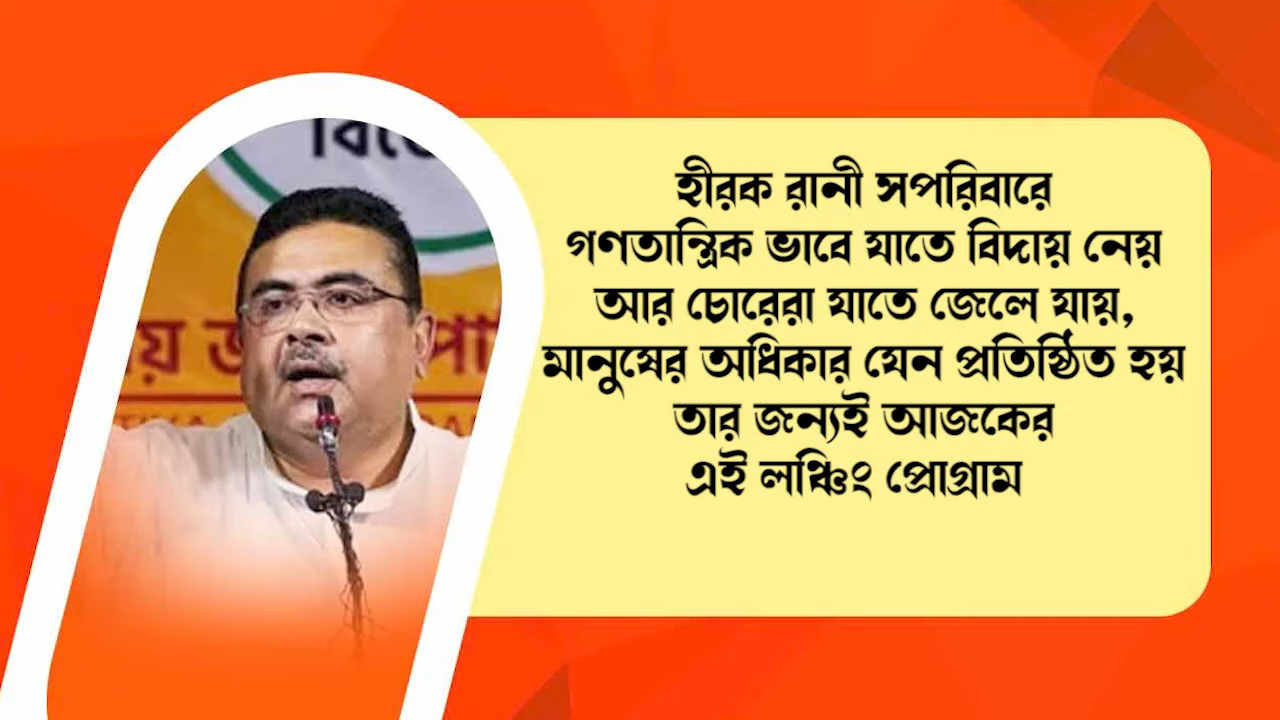 হীরক রানী সপরিবারে
গণতান্ত্রিক ভাবে যাতে বিদায় নেয়
আর চোরেরা যাতে জেলে যায়,
মানুষের অধিকার যেন প্রতিষ্ঠিত হয়
তার জন্যই আজকের
এই লঞ্চিং প্রোগ্রাম